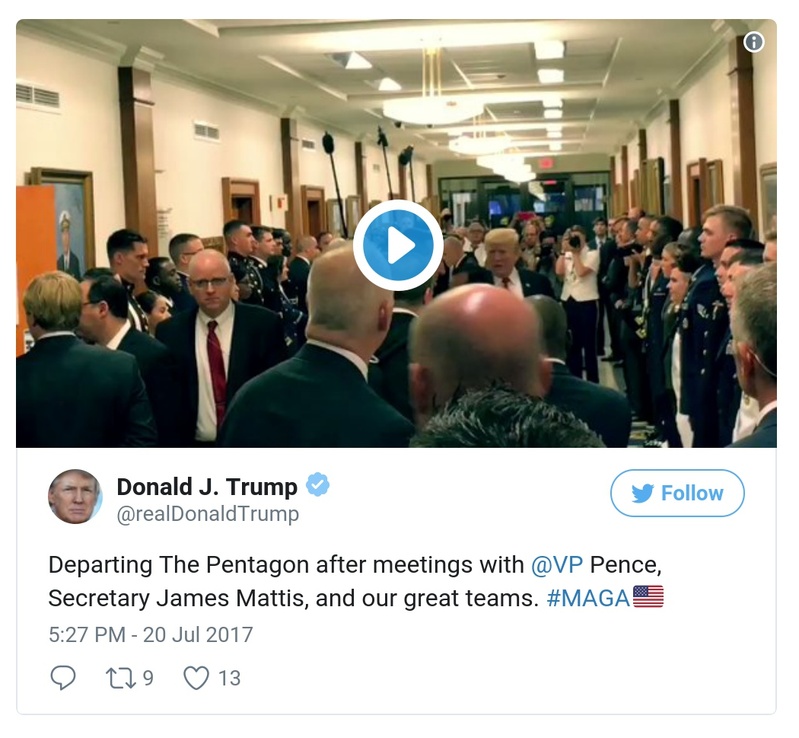 Donald J. Trump
@realDonaldTrump
Follow
Departing The Pentagon after meetings with @VP Pence,
Secretary James Mattis, and our great teams. #MAGA🇺🇸
5:27 PM - 20 Jul 2017
9 13